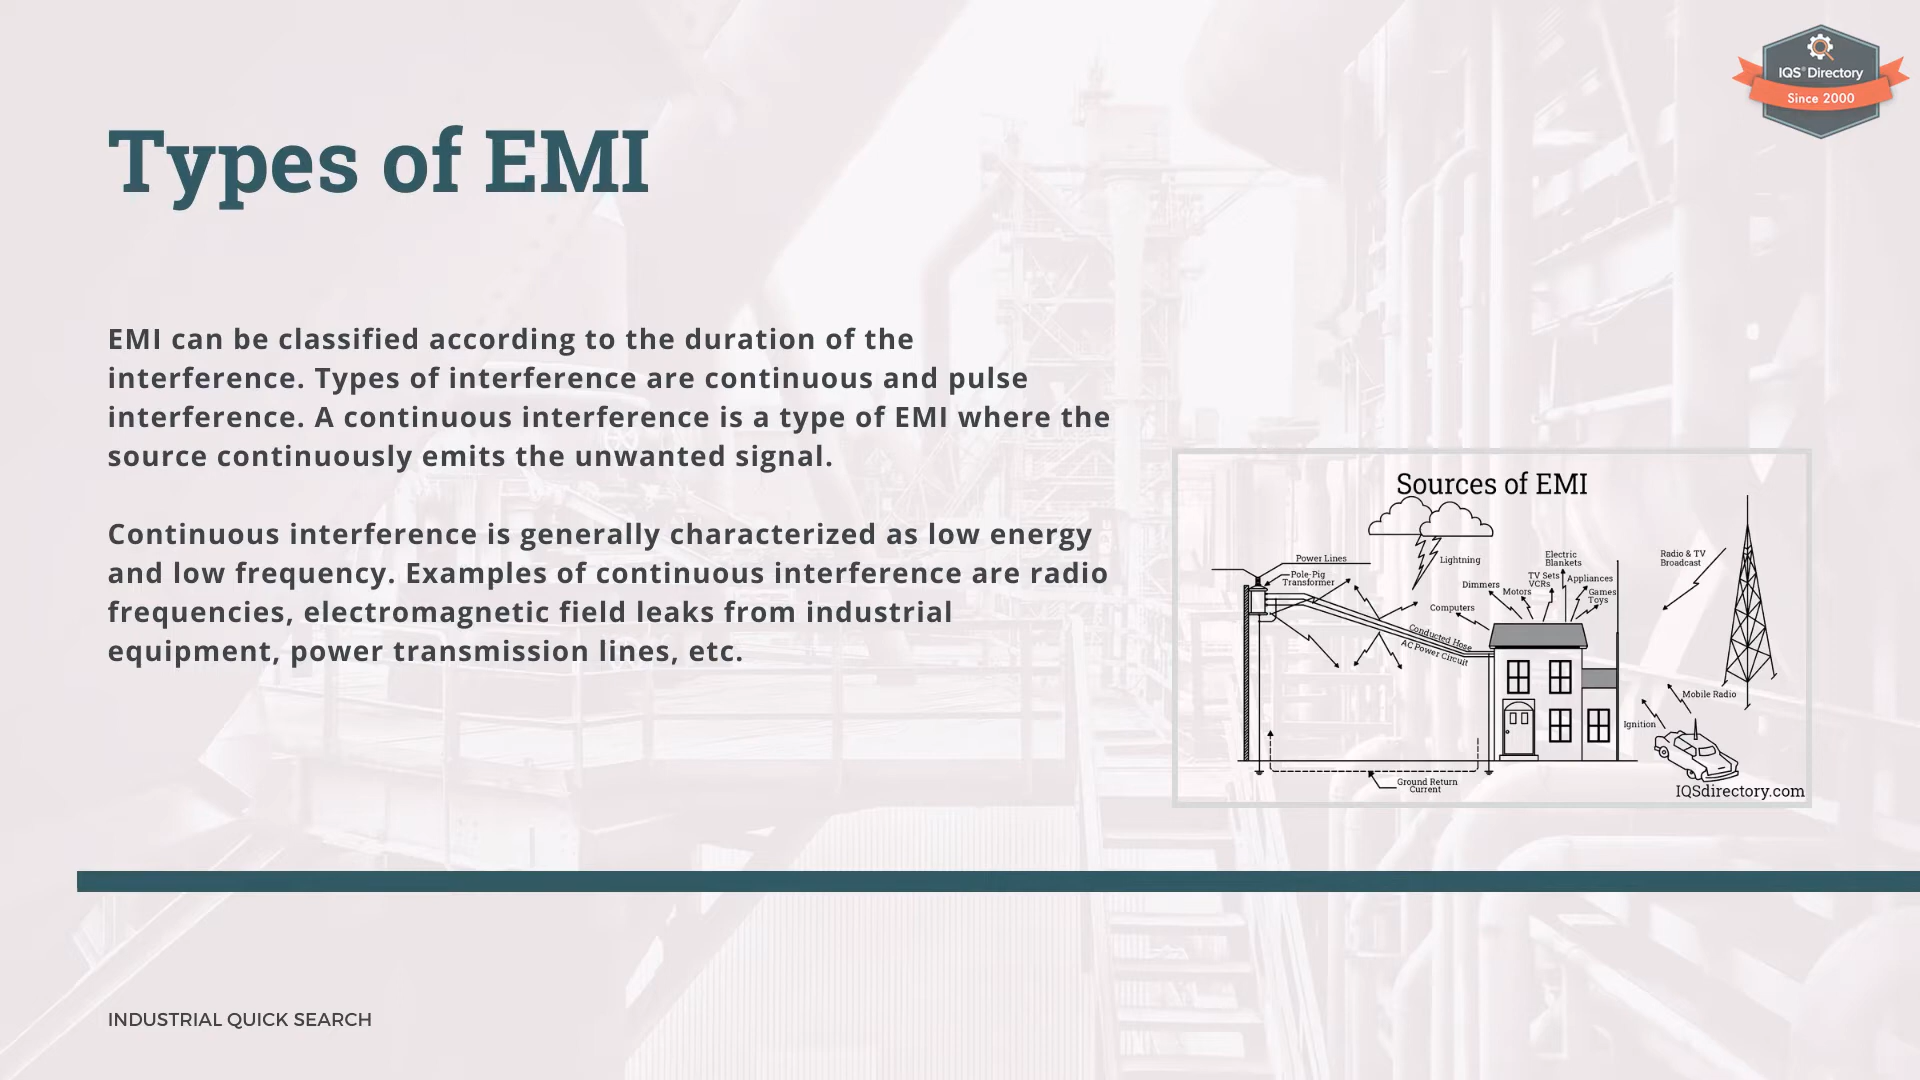 IQS® Directory
Since 2000
Types of EMI
EMI can be classified according to the duration of the
interference. Types of interference are continuous and pulse
interference. A continuous interference is a type of EMI where the
source continuously emits the unwanted signal.
Continuous interference is generally characterized as low energy
and low frequency. Examples of continuous interference are radio
frequencies, electromagnetic field leaks from industrial
equipment, power transmission lines, etc.
Sources of EMI
Power Lines
Pole-Pig
Transformer
Lightning
Computers
Dimmers
Motors
TV Sets
VCRs
Electric
Blankets
Appliances
Games
Toys
Radio & TV
Broadcast
Conducted Hose
AC Power Circuit
Mobile Radio
Ignition
Ground Return
Current
IQSdirectory.com
INDUSTRIAL QUICK SEARCH